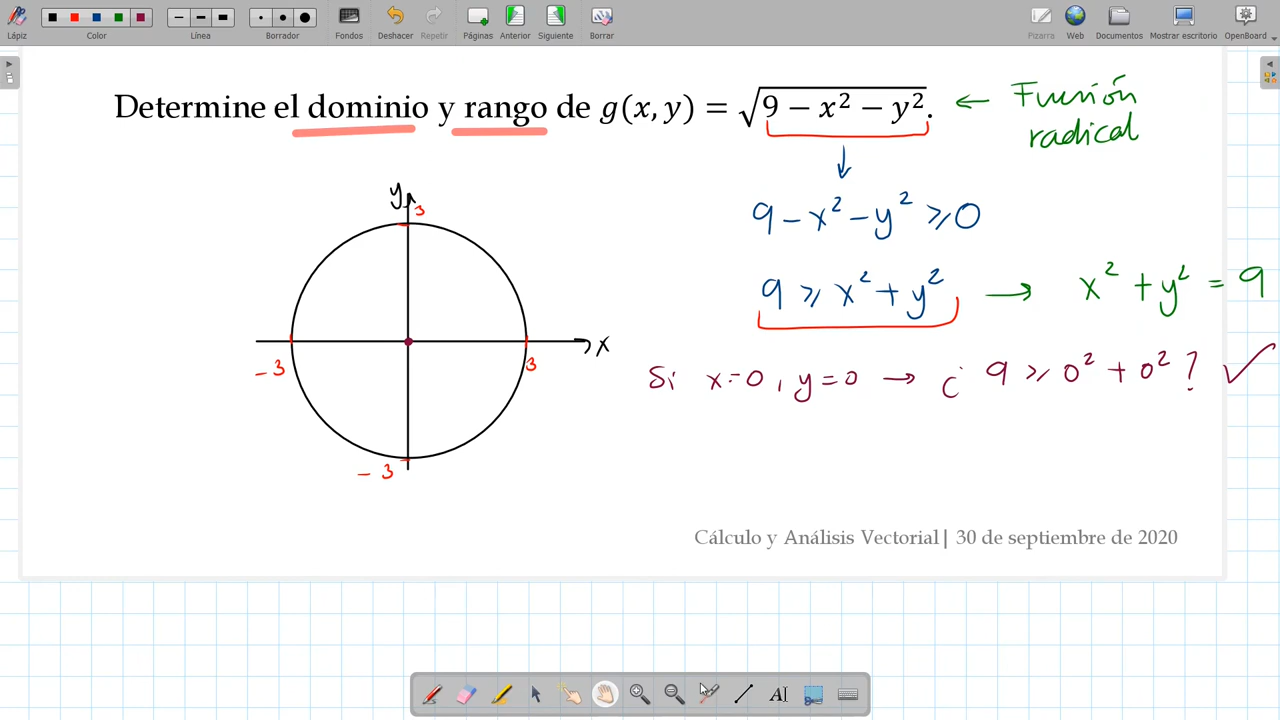 Lápiz Color Línea Borrador Fondos Deshacer Repetir Páginas Anterior Siguiente Borrar Pizarra Web Documentos Mostrar escritorio OpenBoard
Determine el dominio y rango de g(x, y) = √(9 − x² − y²). ← Función
radical
9 − x² − y² ⩾ 0
9 ⩾ x² + y² → x² + y² = 9
Si x=0, y=0 → ¿ 9 ⩾ 0² + 0² ? ✓
y
3
x
−3
3
−3
Cálculo y Análisis Vectorial| 30 de septiembre de 2020
AI